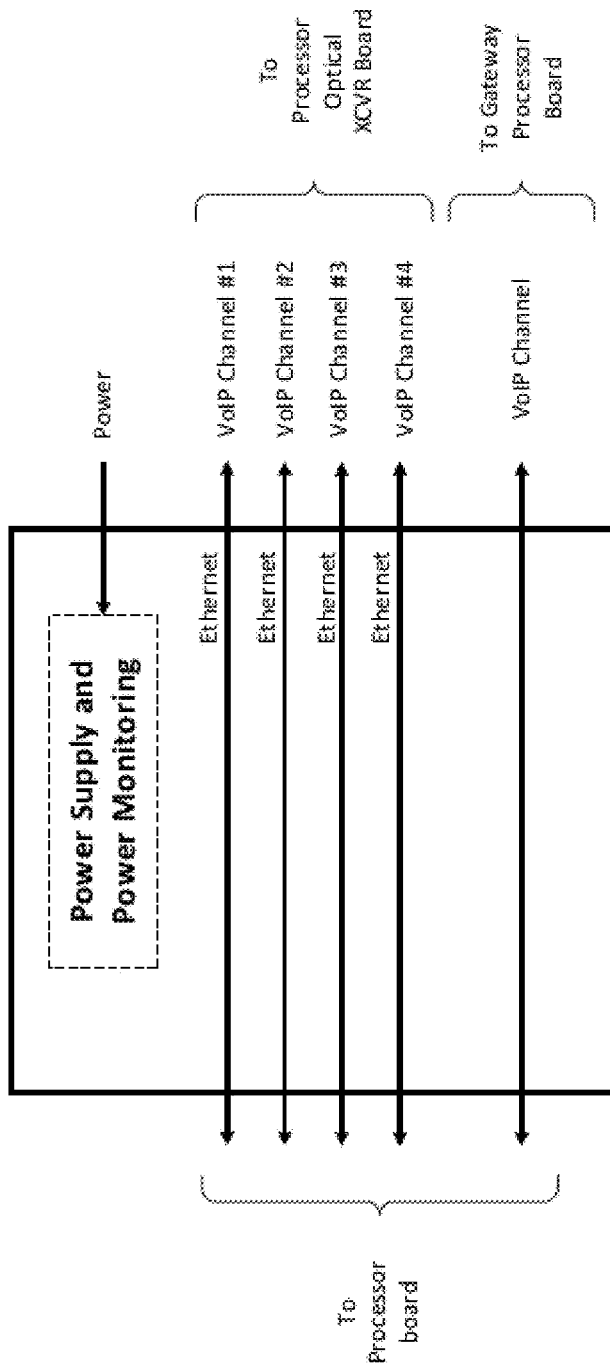 Power
Power Supply and
Power Monitoring
Ethernet
VoIP Channel #1
Ethernet
VoIP Channel #2
Ethernet
VoIP Channel #3
Ethernet
VoIP Channel #4
VoIP Channel
To
Processor
Optical
XCVR Board
To Gateway
Processor
Board
To
Processor
board